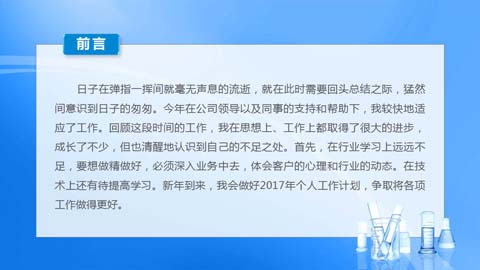 前言
日子在弹指一挥间就毫无声息的流逝，就在此时需要回头总结之际，猛然
间意识到日子的匆匆。今年在公司领导以及同事的支持和帮助下，我较快地适
应了工作。回顾这段时间的工作，我在思想上、工作上都取得了很大的进步，
成长了不少，但也清醒地认识到自己的不足之处。首先，在行业学习上远远不
足，要想做精做好，必须深入业务中去，体会客户的心理和行业的动态。在技
术上还有待提高学习。新年到来，我会做好2017年个人工作计划，争取将各项
工作做得更好。